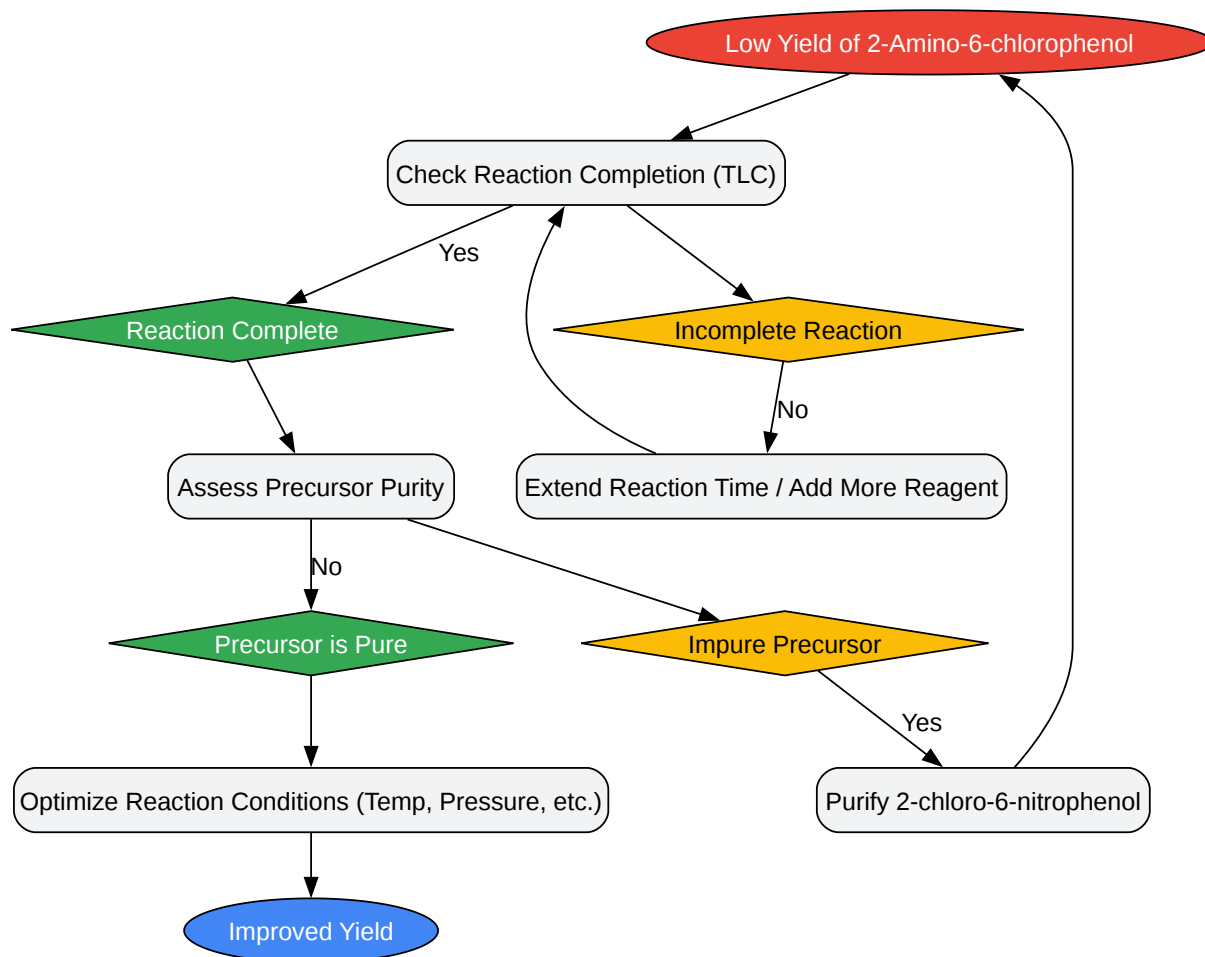 Low Yield of 2-Amino-6-chlorophenol
Check Reaction Completion (TLC)
Yes
Reaction Complete
Incomplete Reaction
No
Assess Precursor Purity
Extend Reaction Time / Add More Reagent
No
Precursor is Pure
Impure Precursor
Yes
Optimize Reaction Conditions (Temp, Pressure, etc.)
Purify 2-chloro-6-nitrophenol
Improved Yield